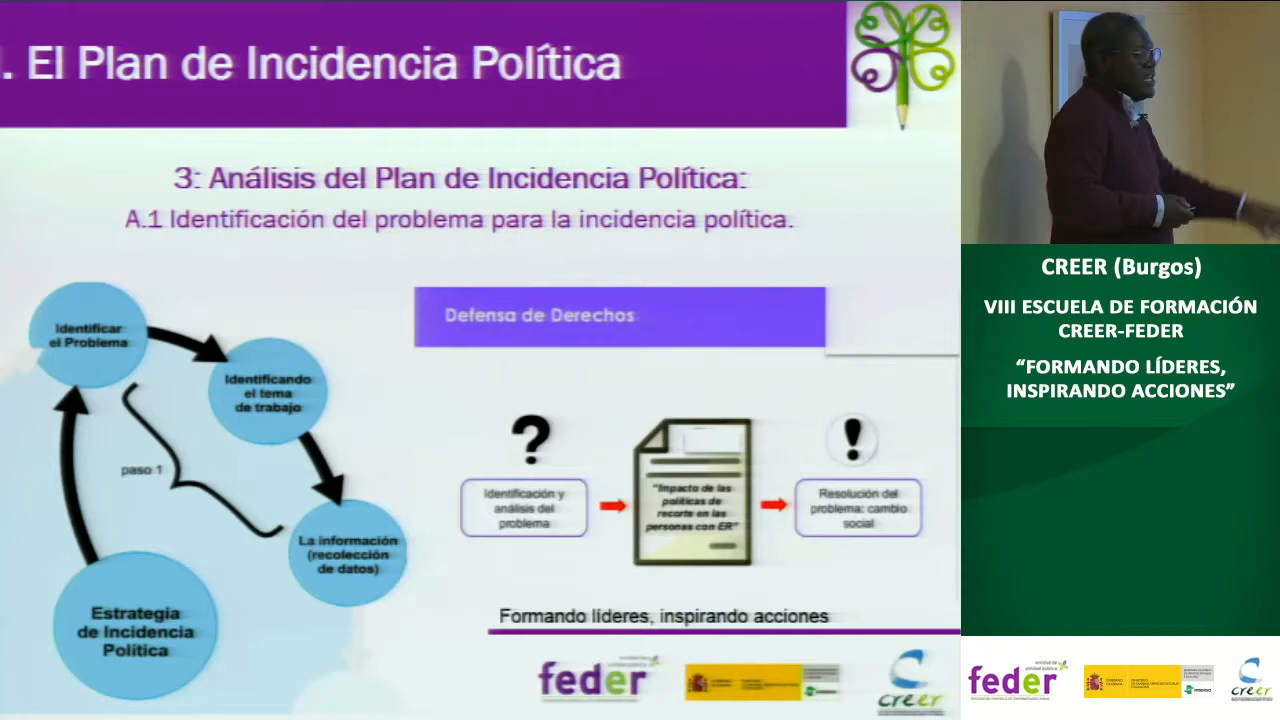 . El Plan de Incidencia Política
3: Análisis del Plan de Incidencia Política:
A.1 Identificación del problema para la incidencia política.
Identificar
el Problema
Identificando
el tema
de trabajo
paso 1
La información
(recolección
de datos)
Estrategia
de Incidencia
Política
Defensa de Derechos
?
Identificación y
análisis del
problema
"Impacto de las
políticas de
recorte en las
personas con ER"
!
Resolución del
problema: cambio
social
Formando líderes, inspirando acciones
feder
creer
CREER (Burgos)
VIII ESCUELA DE FORMACIÓN
CREER-FEDER
“FORMANDO LÍDERES,
INSPIRANDO ACCIONES”
feder
imserso
creer